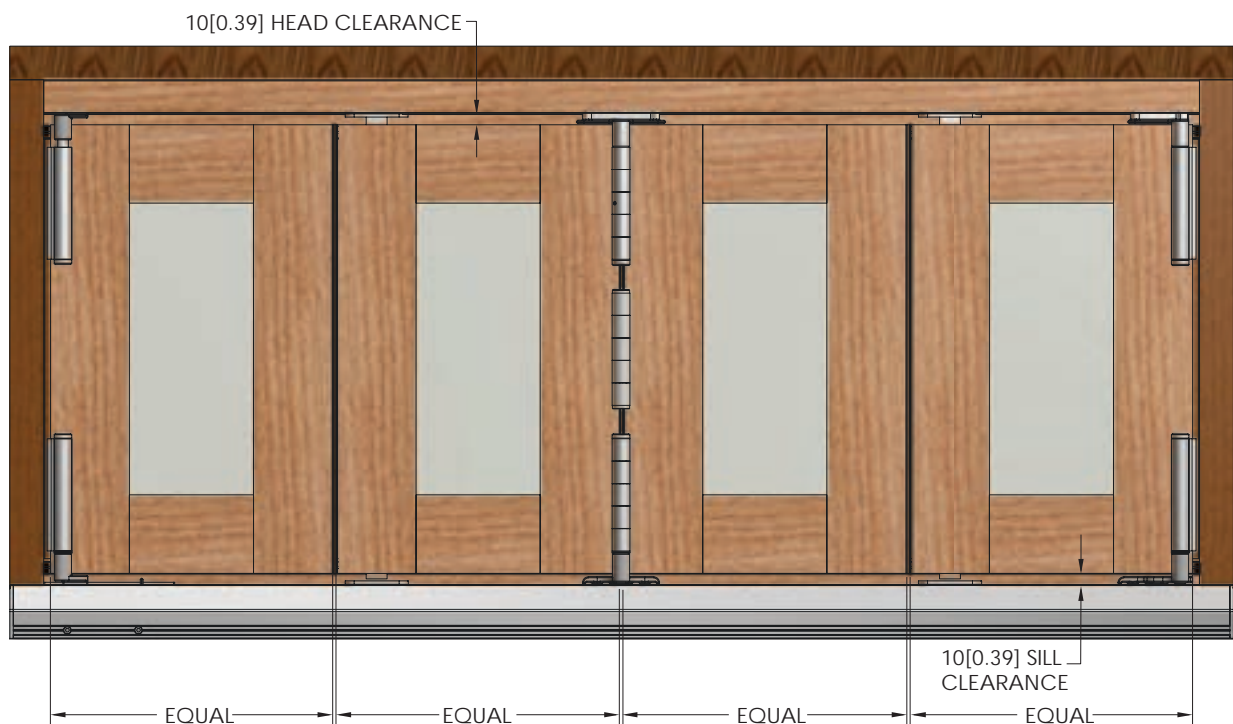 10[0.39] HEAD CLEARANCE
10[0.39] SILL
CLEARANCE
EQUAL
EQUAL
EQUAL
EQUAL